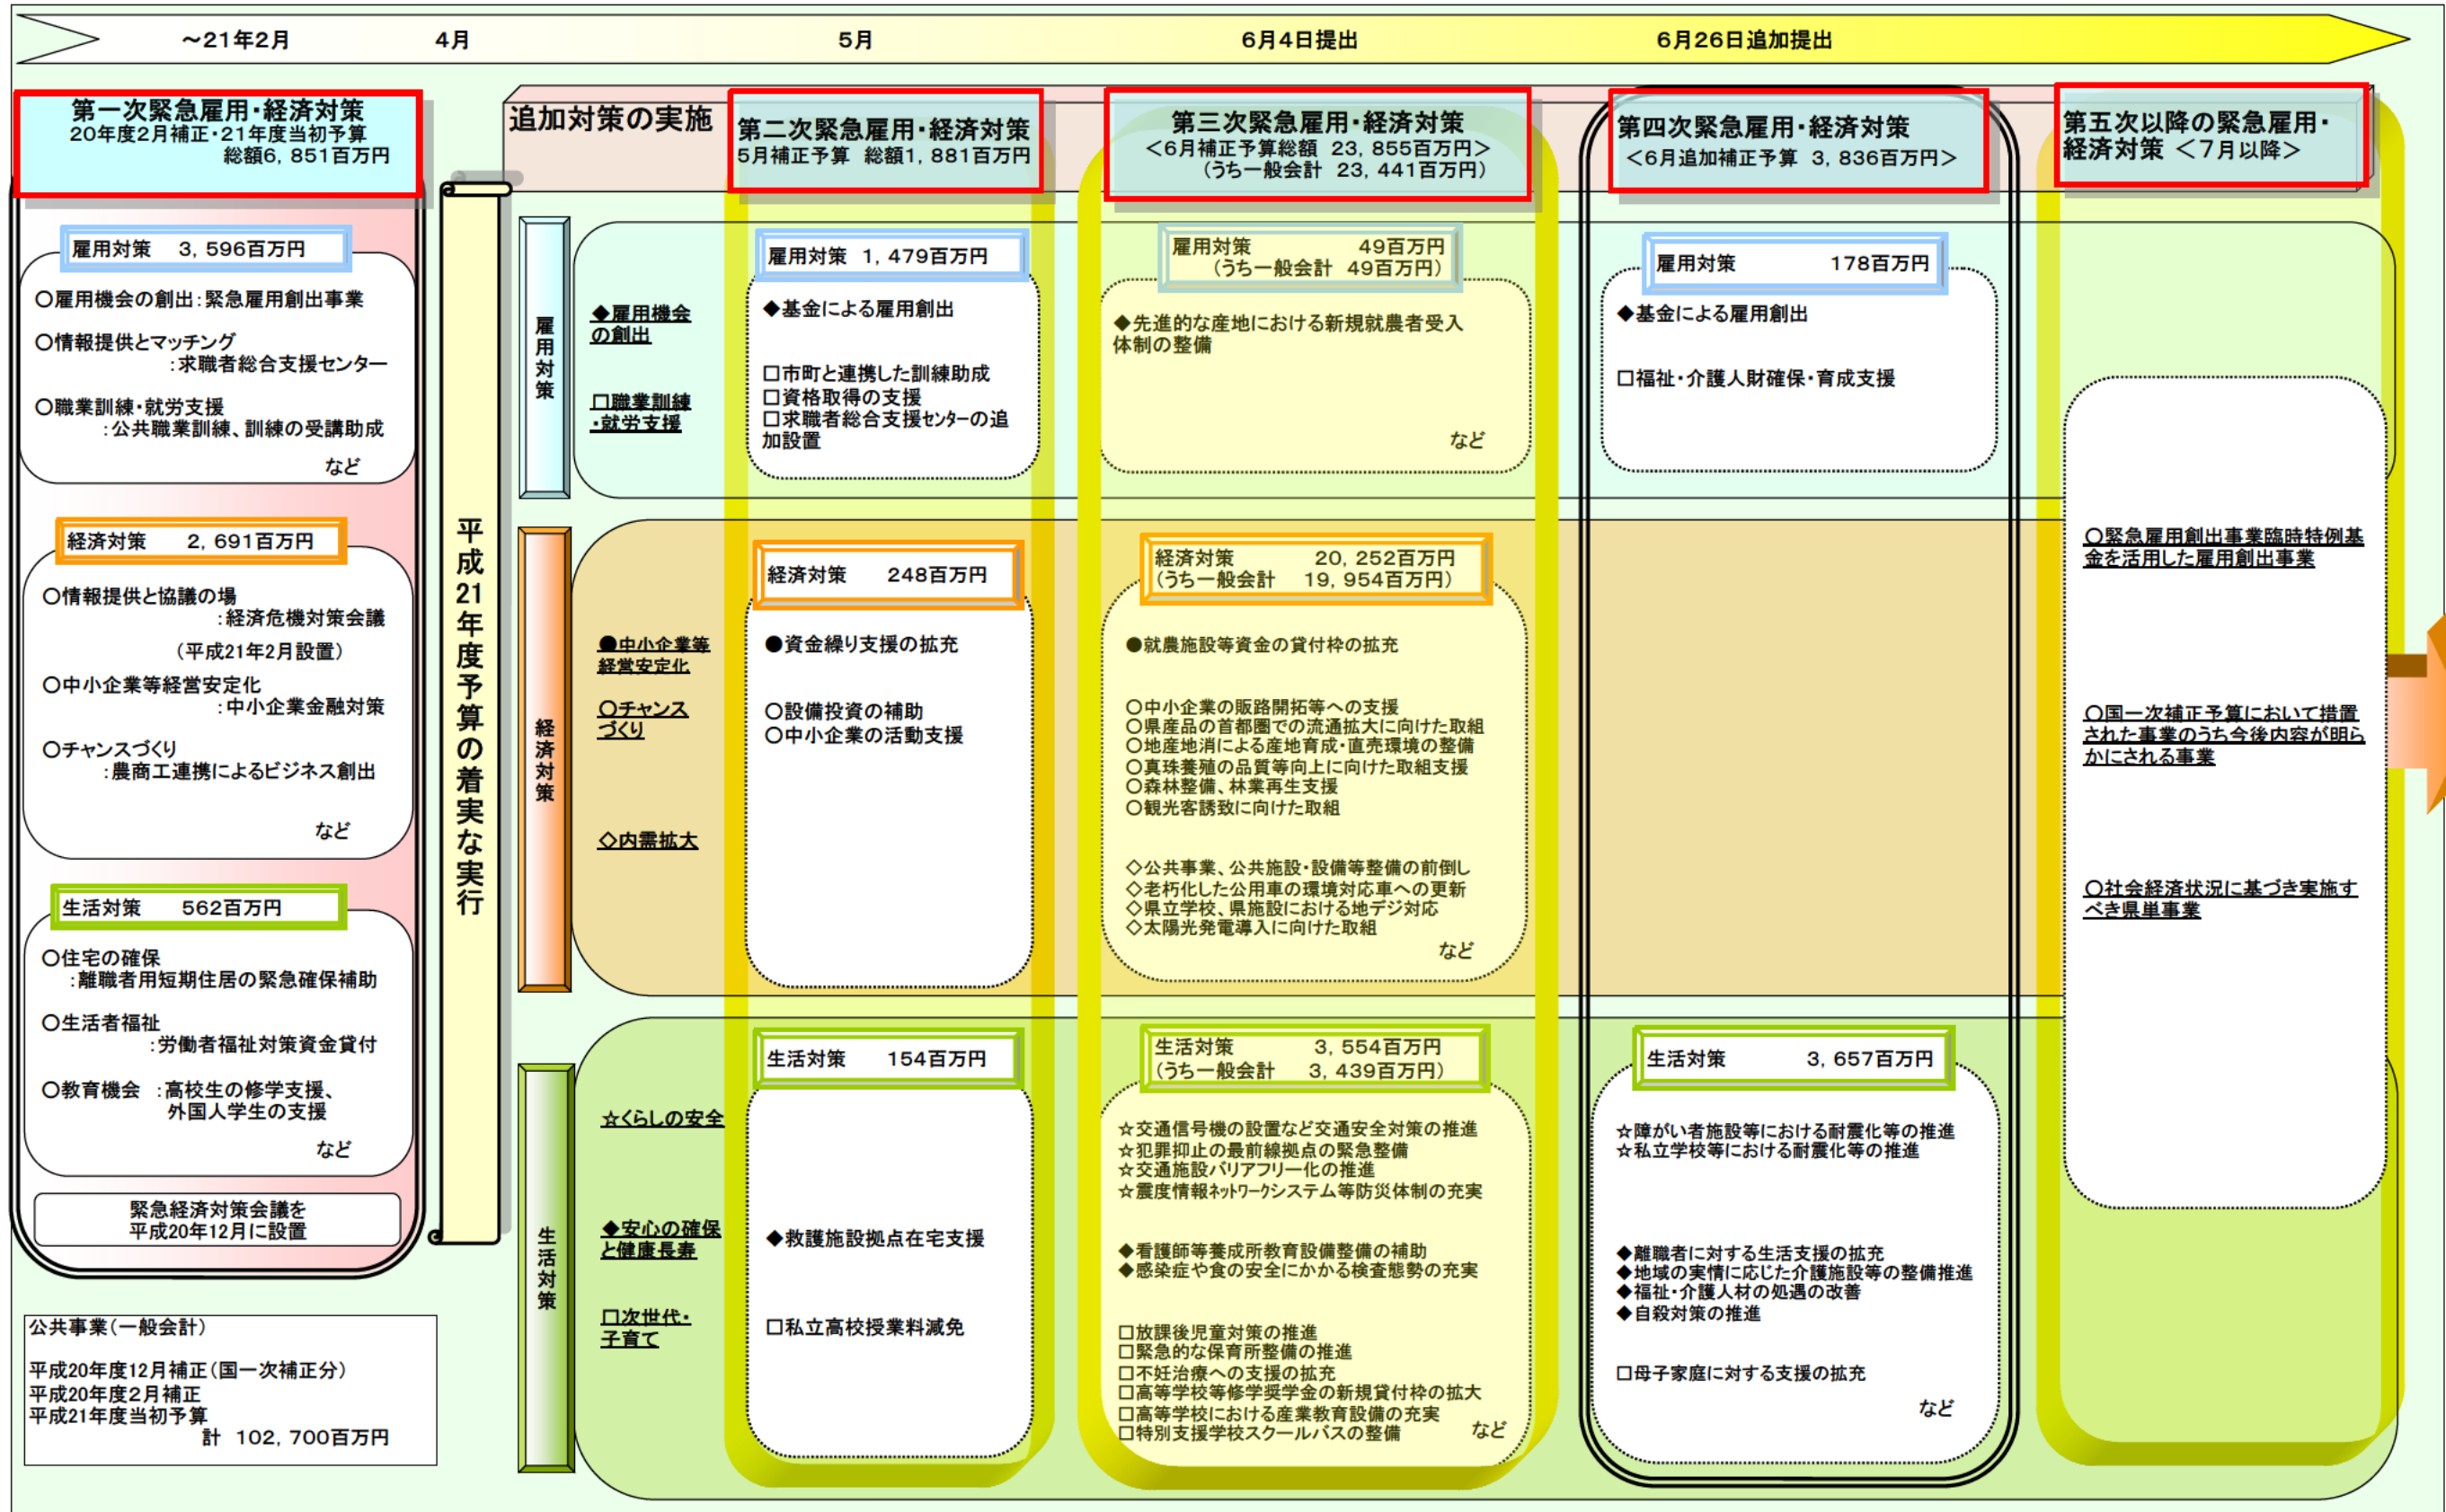 ～21年2月
4月
5月
6月4日提出
6月26日追加提出
第一次緊急雇用・経済対策
20年度2月補正・21年度当初予算
総額6，851百万円
雇用対策　3，596百万円
○雇用機会の創出：緊急雇用創出事業
○情報提供とマッチング
：求職者総合支援センター
○職業訓練・就労支援
：公共職業訓練、訓練の受講助成
など
経済対策　2，691百万円
○情報提供と協議の場
：経済危機対策会議
（平成21年2月設置）
○中小企業等経営安定化
：中小企業金融対策
○チャンスづくり
：農商工連携によるビジネス創出
など
生活対策　562百万円
○住宅の確保
：離職者用短期住居の緊急確保補助
○生活者福祉
：労働者福祉対策資金貸付
○教育機会　：高校生の修学支援、
外国人学生の支援
など
緊急経済対策会議を
平成20年12月に設置
公共事業（一般会計）
平成20年度12月補正（国一次補正分）
平成20年度2月補正
平成21年度当初予算
計　102，700百万円
平成21年度予算の着実な実行
追加対策の実施
雇用対策
◆雇用機会
の創出
□職業訓練
・就労支援
経済対策
●中小企業等
経営安定化
○チャンス
づくり
◇内需拡大
生活対策
☆くらしの安全
◆安心の確保
と健康長寿
□次世代・
子育て
第二次緊急雇用・経済対策
5月補正予算　総額1，881百万円
雇用対策　1，479百万円
◆基金による雇用創出
□市町と連携した訓練助成
□資格取得の支援
□求職者総合支援センターの追
加設置
経済対策　248百万円
●資金繰り支援の拡充
○設備投資の補助
○中小企業の活動支援
生活対策　154百万円
◆救護施設拠点在宅支援
□私立高校授業料減免
第三次緊急雇用・経済対策
＜6月補正予算総額　23，855百万円＞
（うち一般会計　23，441百万円）
雇用対策　49百万円
（うち一般会計　49百万円）
◆先進的な産地における新規就農者受入
体制の整備
など
経済対策　20，252百万円
（うち一般会計　19，954百万円）
●就農施設等資金の貸付枠の拡充
○中小企業の販路開拓等への支援
○県産品の首都圏での流通拡大に向けた取組
○地産地消による産地育成・直売環境の整備
○真珠養殖の品質等向上に向けた取組支援
○森林整備、林業再生支援
○観光客誘致に向けた取組
◇公共事業、公共施設・設備等整備の前倒し
◇老朽化した公用車の環境対応車への更新
◇県立学校、県施設における地デジ対応
◇太陽光発電導入に向けた取組
など
生活対策　3，554百万円
（うち一般会計　3，439百万円）
☆交通信号機の設置など交通安全対策の推進
☆犯罪抑止の最前線拠点の緊急整備
☆交通施設バリアフリー化の推進
☆震度情報ネットワークシステム等防災体制の充実
◆看護師等養成所教育設備整備の補助
◆感染症や食の安全にかかる検査態勢の充実
□放課後児童対策の推進
□緊急的な保育所整備の推進
□不妊治療への支援の拡充
□高等学校等修学奨学金の新規貸付枠の拡大
□高等学校における産業教育設備の充実
□特別支援学校スクールバスの整備
など
第四次緊急雇用・経済対策
＜6月追加補正予算　3，836百万円＞
雇用対策　178百万円
◆基金による雇用創出
□福祉・介護人財確保・育成支援
生活対策　3，657百万円
☆障がい者施設等における耐震化等の推進
☆私立学校等における耐震化等の推進
◆離職者に対する生活支援の拡充
◆地域の実情に応じた介護施設等の整備推進
◆福祉・介護人材の処遇の改善
◆自殺対策の推進
□母子家庭に対する支援の拡充
など
第五次以降の緊急雇用・
経済対策　＜7月以降＞
○緊急雇用創出事業臨時特例基
金を活用した雇用創出事業
○国一次補正予算において措置
された事業のうち今後内容が明ら
かにされる事業
○社会経済状況に基づき実施す
べき県単事業